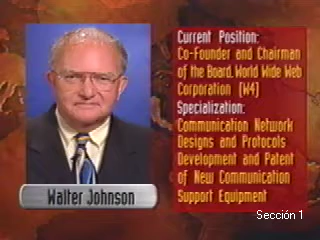 Current Position:
Co-Founder and Chairman
of the Board, World Wide Web
Corporation (W4)
Specialization:
Communication Network
Designs and Protocols
Development and Patent
of New Communication
Support Equipment
Walter Johnson
Sección 1